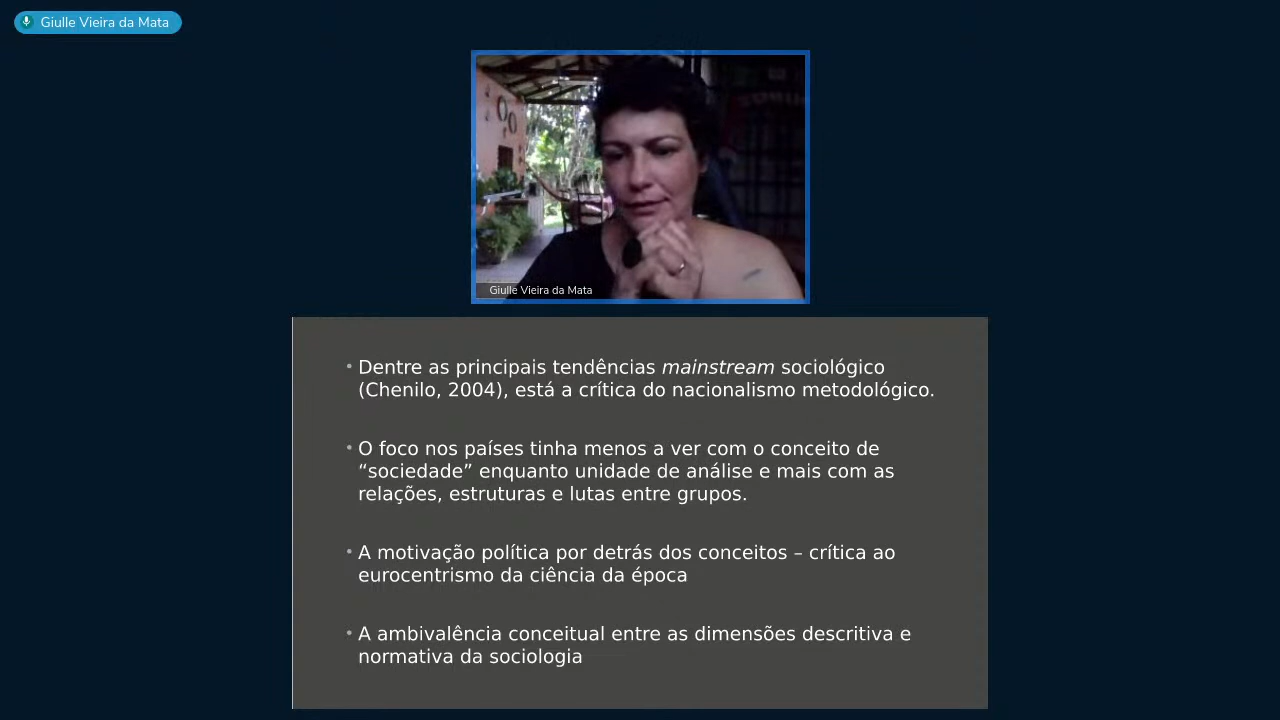 Giulle Vieira da Mata
Giulle Vieira da Mata
• Dentre as principais tendências mainstream sociológico
(Chenilo, 2004), está a crítica do nacionalismo metodológico.
• O foco nos países tinha menos a ver com o conceito de
“sociedade” enquanto unidade de análise e mais com as
relações, estruturas e lutas entre grupos.
• A motivação política por detrás dos conceitos – crítica ao
eurocentrismo da ciência da época
• A ambivalência conceitual entre as dimensões descritiva e
normativa da sociologia